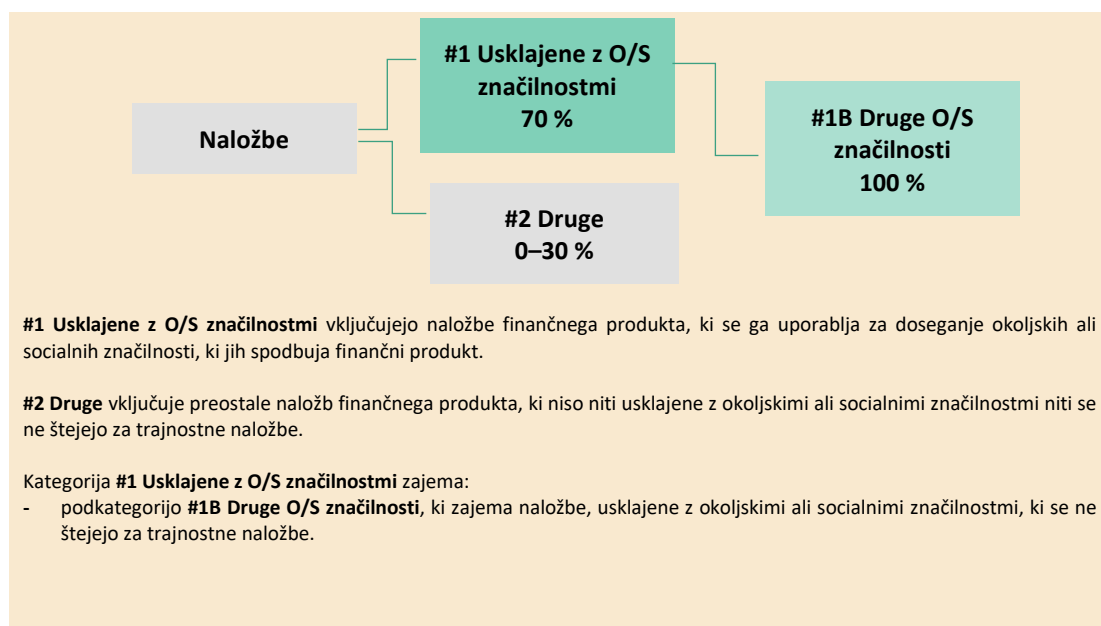 #1 Usklajene z O/S
značilnostmi
70 %
Naložbe
#1B Druge O/S
značilnosti
100 %
#2 Druge
0–30 %
#1 Usklajene z O/S značilnostmi vključujejo naložbe finančnega produkta, ki se ga uporablja za doseganje okoljskih ali
socialnih značilnosti, ki jih spodbuja finančni produkt.
#2 Druge vključuje preostale naložb finančnega produkta, ki niso niti usklajene z okoljskimi ali socialnimi značilnostmi niti se
ne štejejo za trajnostne naložbe.
Kategorija #1 Usklajene z O/S značilnostmi zajema:
- podkategorijo #1B Druge O/S značilnosti, ki zajema naložbe, usklajene z okoljskimi ali socialnimi značilnostmi, ki se ne
štejejo za trajnostne naložbe.